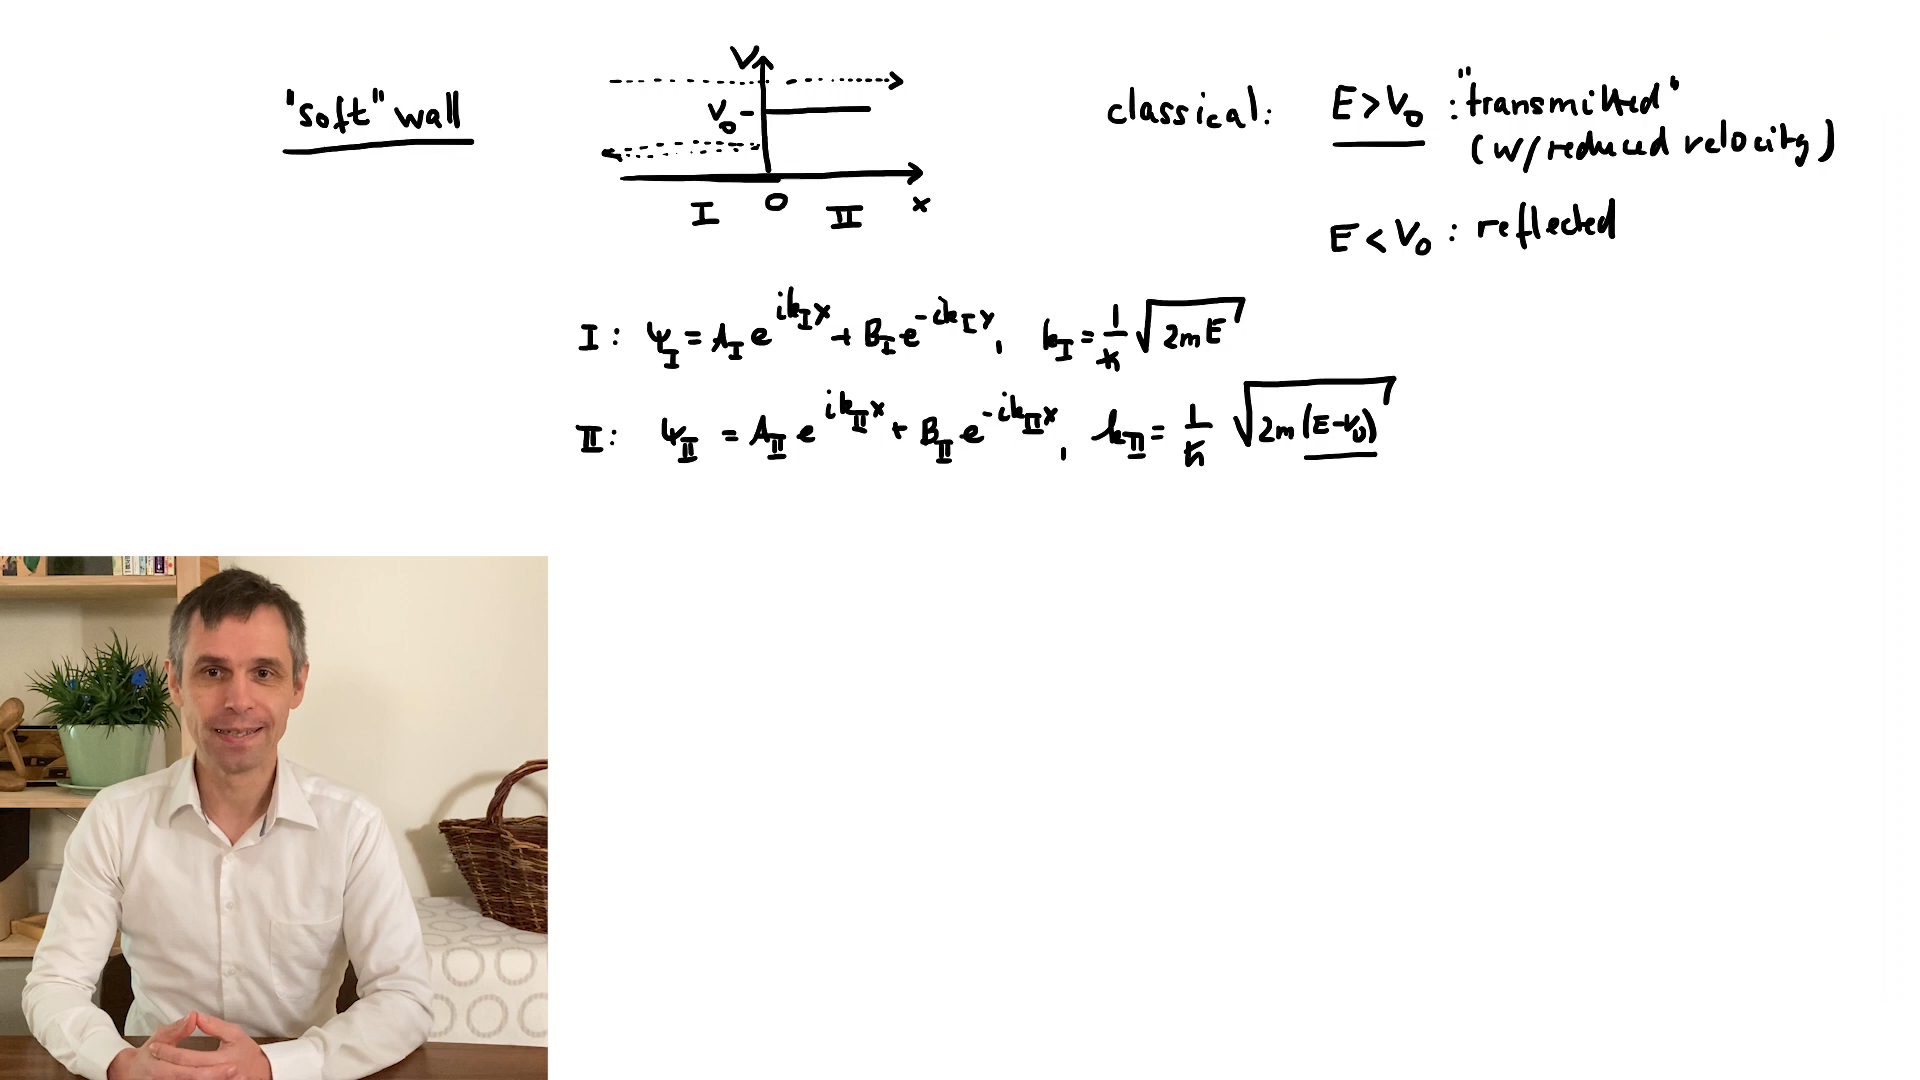 "soft" wall
V
V₀
I 0 II x
classical: E > V₀ : "transmitted"
(w/reduced velocity)
E < V₀ : reflected
I : ψ_I = A_I e^{ik_I x} + B_I e^{-ik_I x}, k_I = 1/ħ √(2mE)
II : ψ_II = A_II e^{ik_II x} + B_II e^{-ik_II x}, k_II = 1/ħ √(2m(E-V₀))